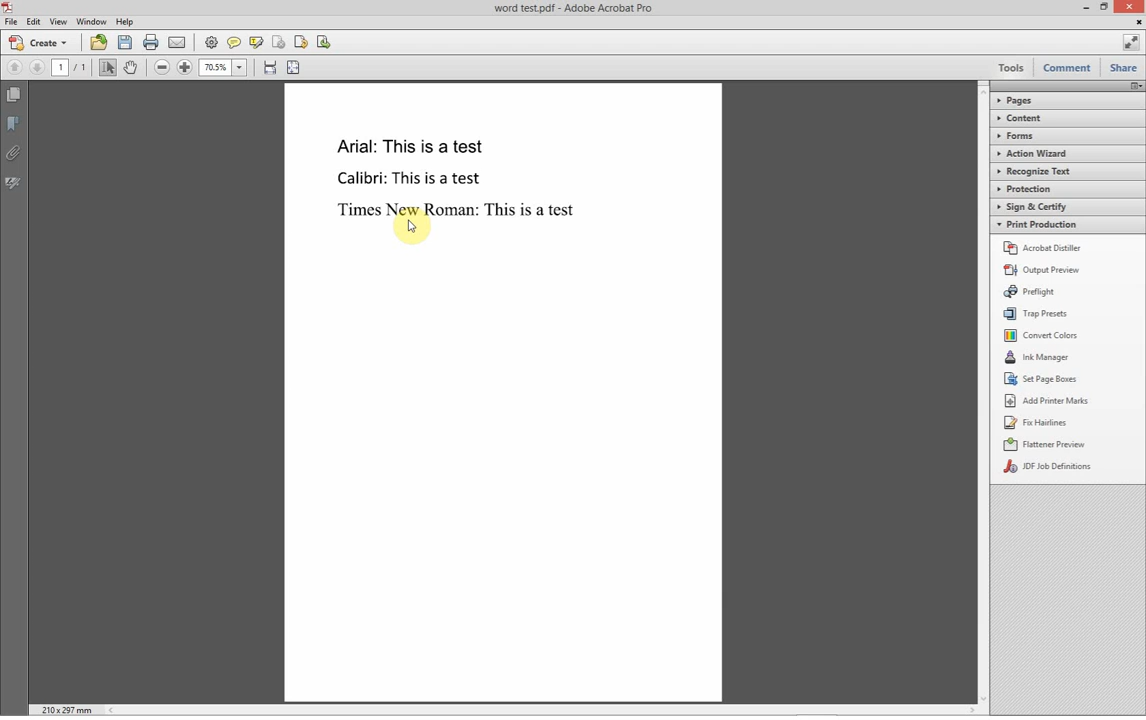 word test.pdf - Adobe Acrobat Pro
File Edit View Window Help
Create
1 / 1 70.5% Tools Comment Share
Pages
Content
Forms
Action Wizard
Recognize Text
Protection
Sign & Certify
Print Production
Acrobat Distiller
Output Preview
Preflight
Trap Presets
Convert Colors
Ink Manager
Set Page Boxes
Add Printer Marks
Fix Hairlines
Flattener Preview
JDF Job Definitions
Arial: This is a test
Calibri: This is a test
Times New Roman: This is a test
210 x 297 mm